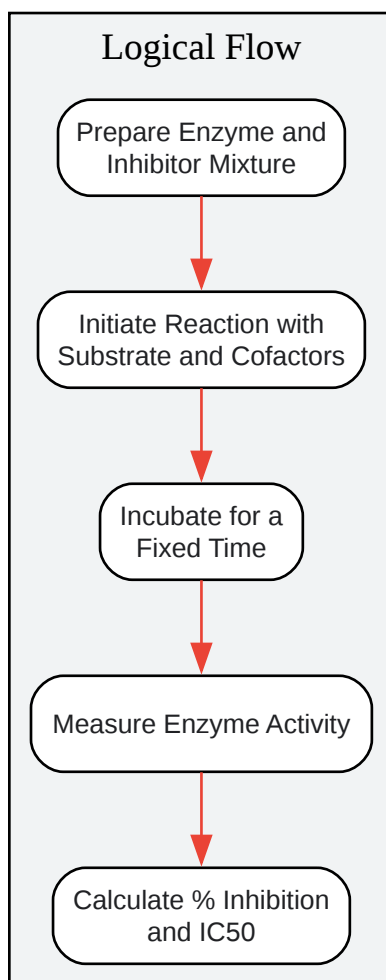 Logical Flow
Prepare Enzyme and
Inhibitor Mixture
Initiate Reaction with
Substrate and Cofactors
Incubate for a
Fixed Time
Measure Enzyme Activity
Calculate % Inhibition
and IC50